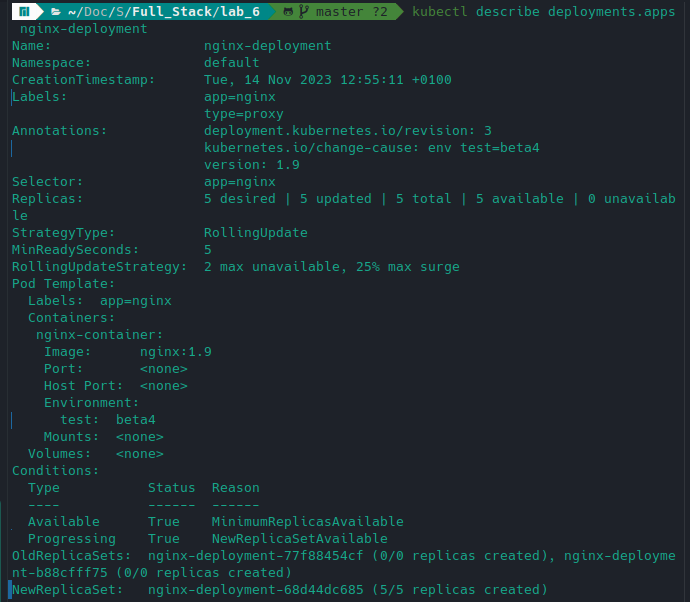 ~/Doc/S/Full_Stack/lab_6 master ?2 kubectl describe deployments.apps
nginx-deployment
Name:                   nginx-deployment
Namespace:              default
CreationTimestamp:      Tue, 14 Nov 2023 12:55:11 +0100
Labels:                 app=nginx
                        type=proxy
Annotations:            deployment.kubernetes.io/revision: 3
                        kubernetes.io/change-cause: env test=beta4
                        version: 1.9
Selector:               app=nginx
Replicas:               5 desired | 5 updated | 5 total | 5 available | 0 unavailab
le
StrategyType:           RollingUpdate
MinReadySeconds:        5
RollingUpdateStrategy:  2 max unavailable, 25% max surge
Pod Template:
  Labels:  app=nginx
  Containers:
   nginx-container:
    Image:      nginx:1.9
    Port:       <none>
    Host Port:  <none>
    Environment:
      test:  beta4
    Mounts:  <none>
  Volumes:   <none>
Conditions:
  Type           Status  Reason
  ----           ------  ------
  Available      True    MinimumReplicasAvailable
  Progressing    True    NewReplicaSetAvailable
OldReplicaSets:  nginx-deployment-77f88454cf (0/0 replicas created), nginx-deployme
nt-b88cfff75 (0/0 replicas created)
NewReplicaSet:   nginx-deployment-68d44dc685 (5/5 replicas created)